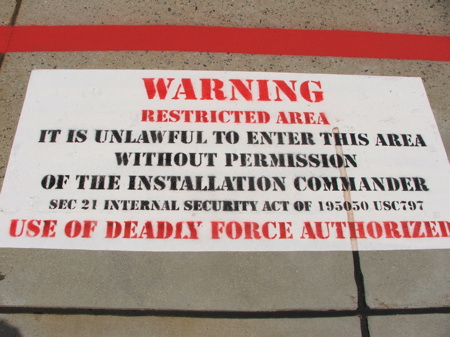 WARNING
RESTRICTED AREA
IT IS UNLAWFUL TO ENTER THIS AREA
WITHOUT PERMISSION
OF THE INSTALLATION COMMANDER
SEC 21 INTERNAL SECURITY ACT OF 195050 USC797
USE OF DEADLY FORCE AUTHORIZED